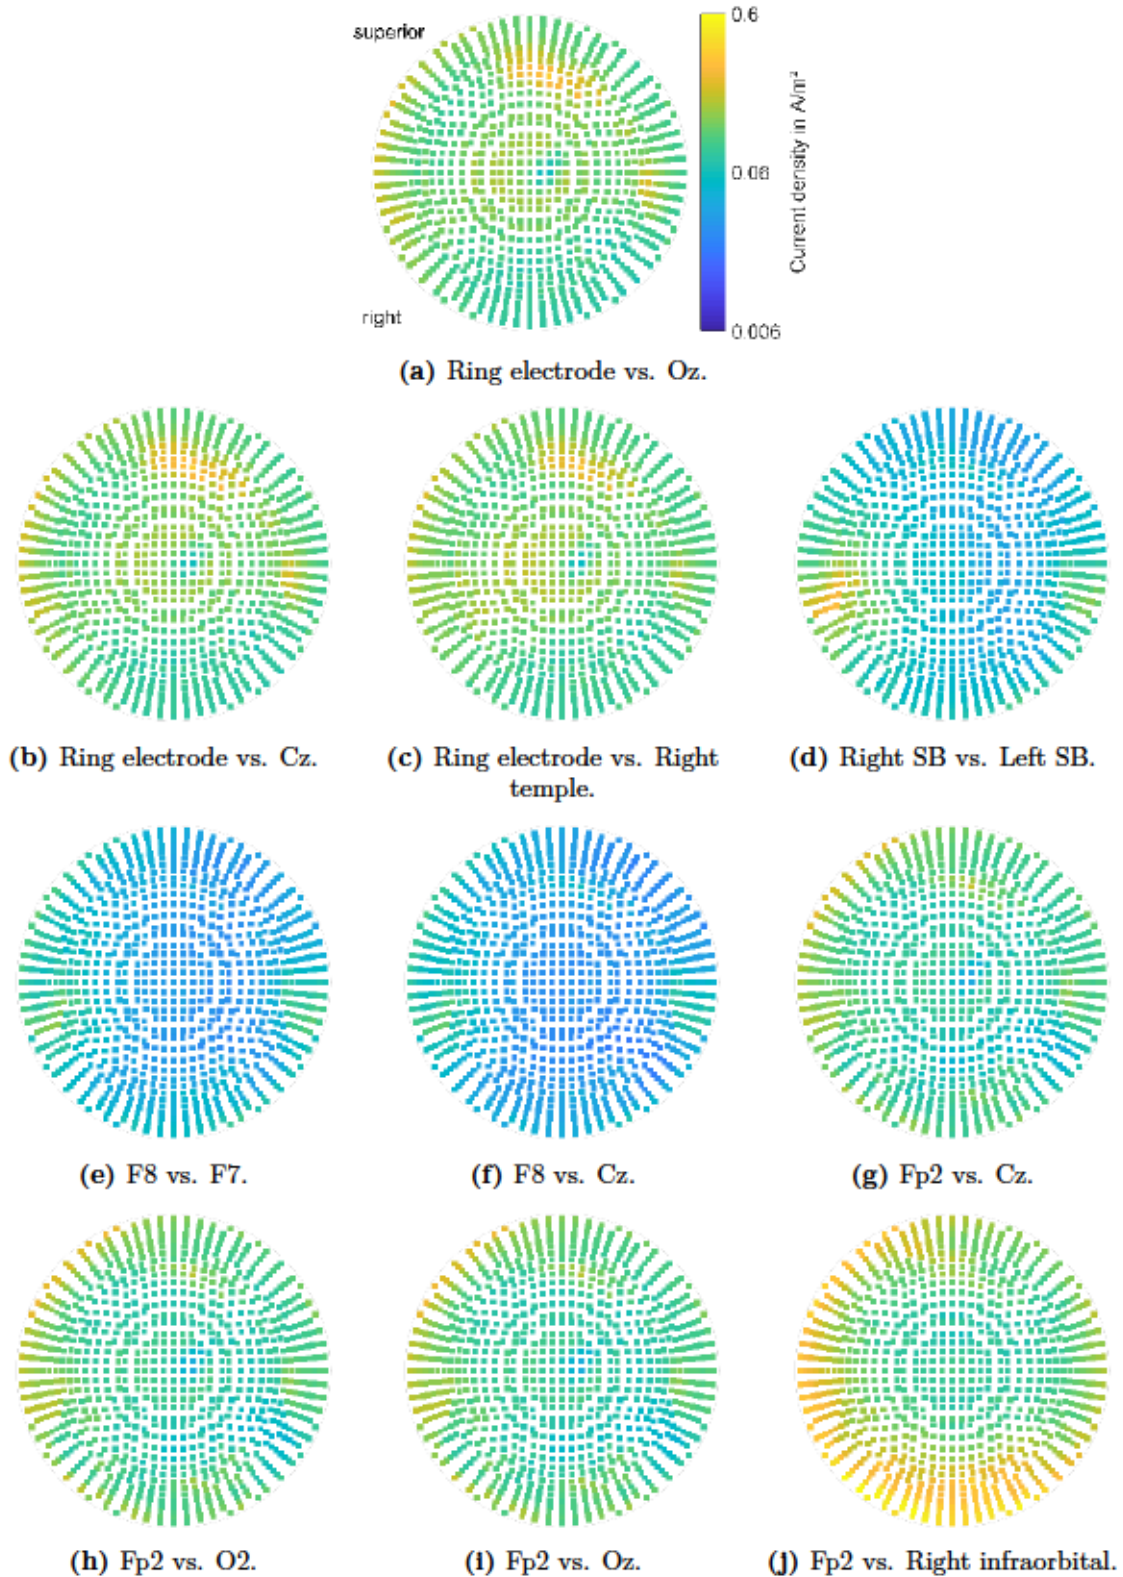 superior
0.6
0.06
0.006
Current density in A/m²
right
(a) Ring electrode vs. Oz.
(b) Ring electrode vs. Cz.
(c) Ring electrode vs. Right
temple.
(d) Right SB vs. Left SB.
(e) F8 vs. F7.
(f) F8 vs. Cz.
(g) Fp2 vs. Cz.
(h) Fp2 vs. O2.
(i) Fp2 vs. Oz.
(j) Fp2 vs. Right infraorbital.